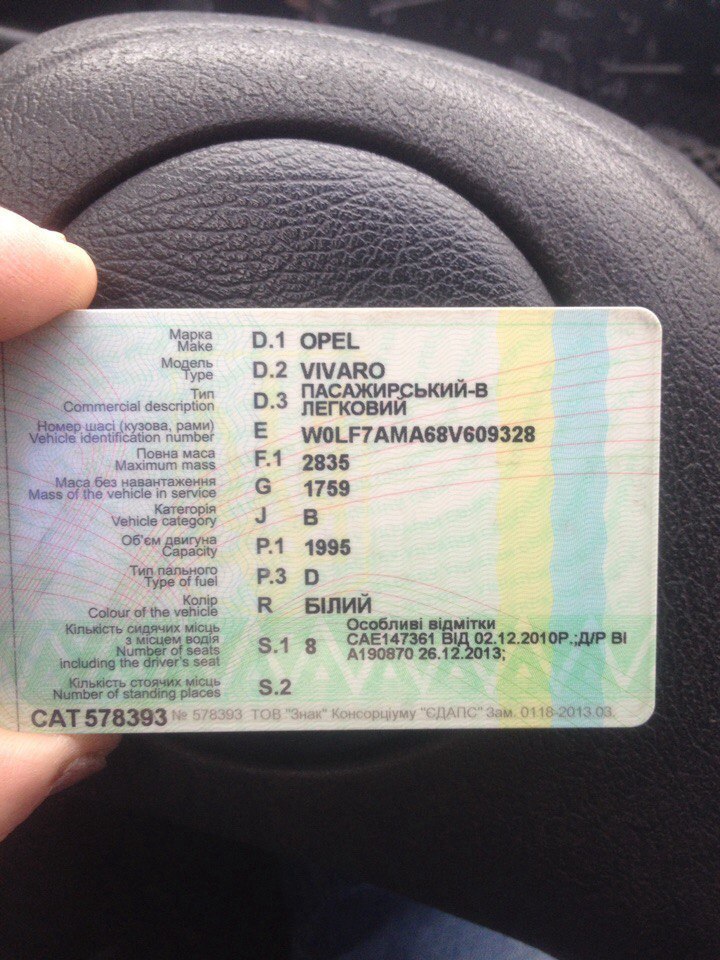 Марка
Make
D.1 OPEL
Модель
Type
D.2 VIVARO
Тип
Commercial description
D.3 ПАСАЖИРСЬКИЙ-В
ЛЕГКОВИЙ
Номер шасі (кузова, рами)
Vehicle identification number
E W0LF7AMA68V609328
Повна маса
Maximum mass
F.1 2835
Маса без навантаження
Mass of the vehicle in service
G 1759
Категорія
Vehicle category
J B
Об'єм двигуна
Capacity
P.1 1995
Тип пального
Type of fuel
P.3 D
Колір
Colour of the vehicle
R БІЛИЙ
Кількість сидячих місць
з місцем водія
Number of seats
including the driver's seat
S.1 8
Особливі відмітки
САЕ147361 ВІД 02.12.2010Р.;Д/Р ВІ
А190870 26.12.2013;
Кількість стоячих місць
Number of standing places
S.2
САТ 578393 № 578393 ТОВ "Знак" Консорціуму "ЄДАПС" Зам. 0118-2013.03.